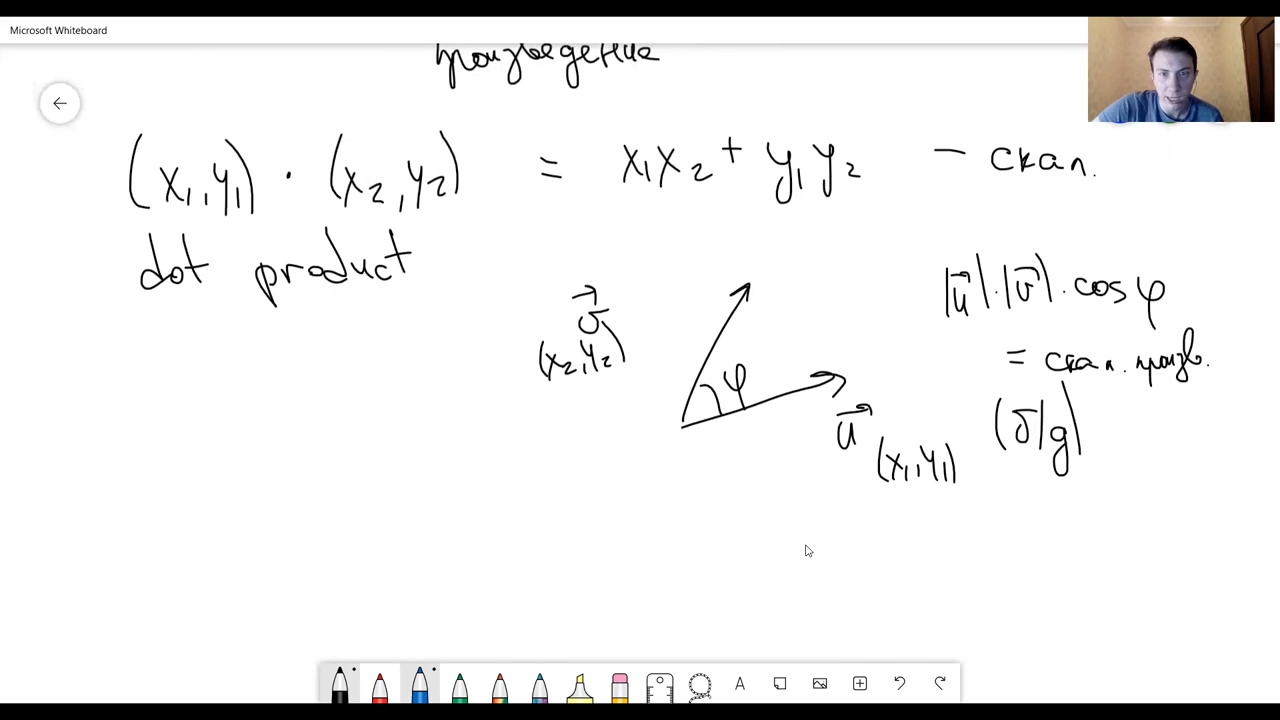 Microsoft Whiteboard
произведение
(x₁,y₁) · (x₂,y₂) = x₁x₂ + y₁y₂ — скал.
dot product
|u⃗|·|v⃗|·cos φ
= скал. произв.
v⃗
(x₂,y₂)
φ
u⃗
(x₁,y₁)
(δ/g)
A